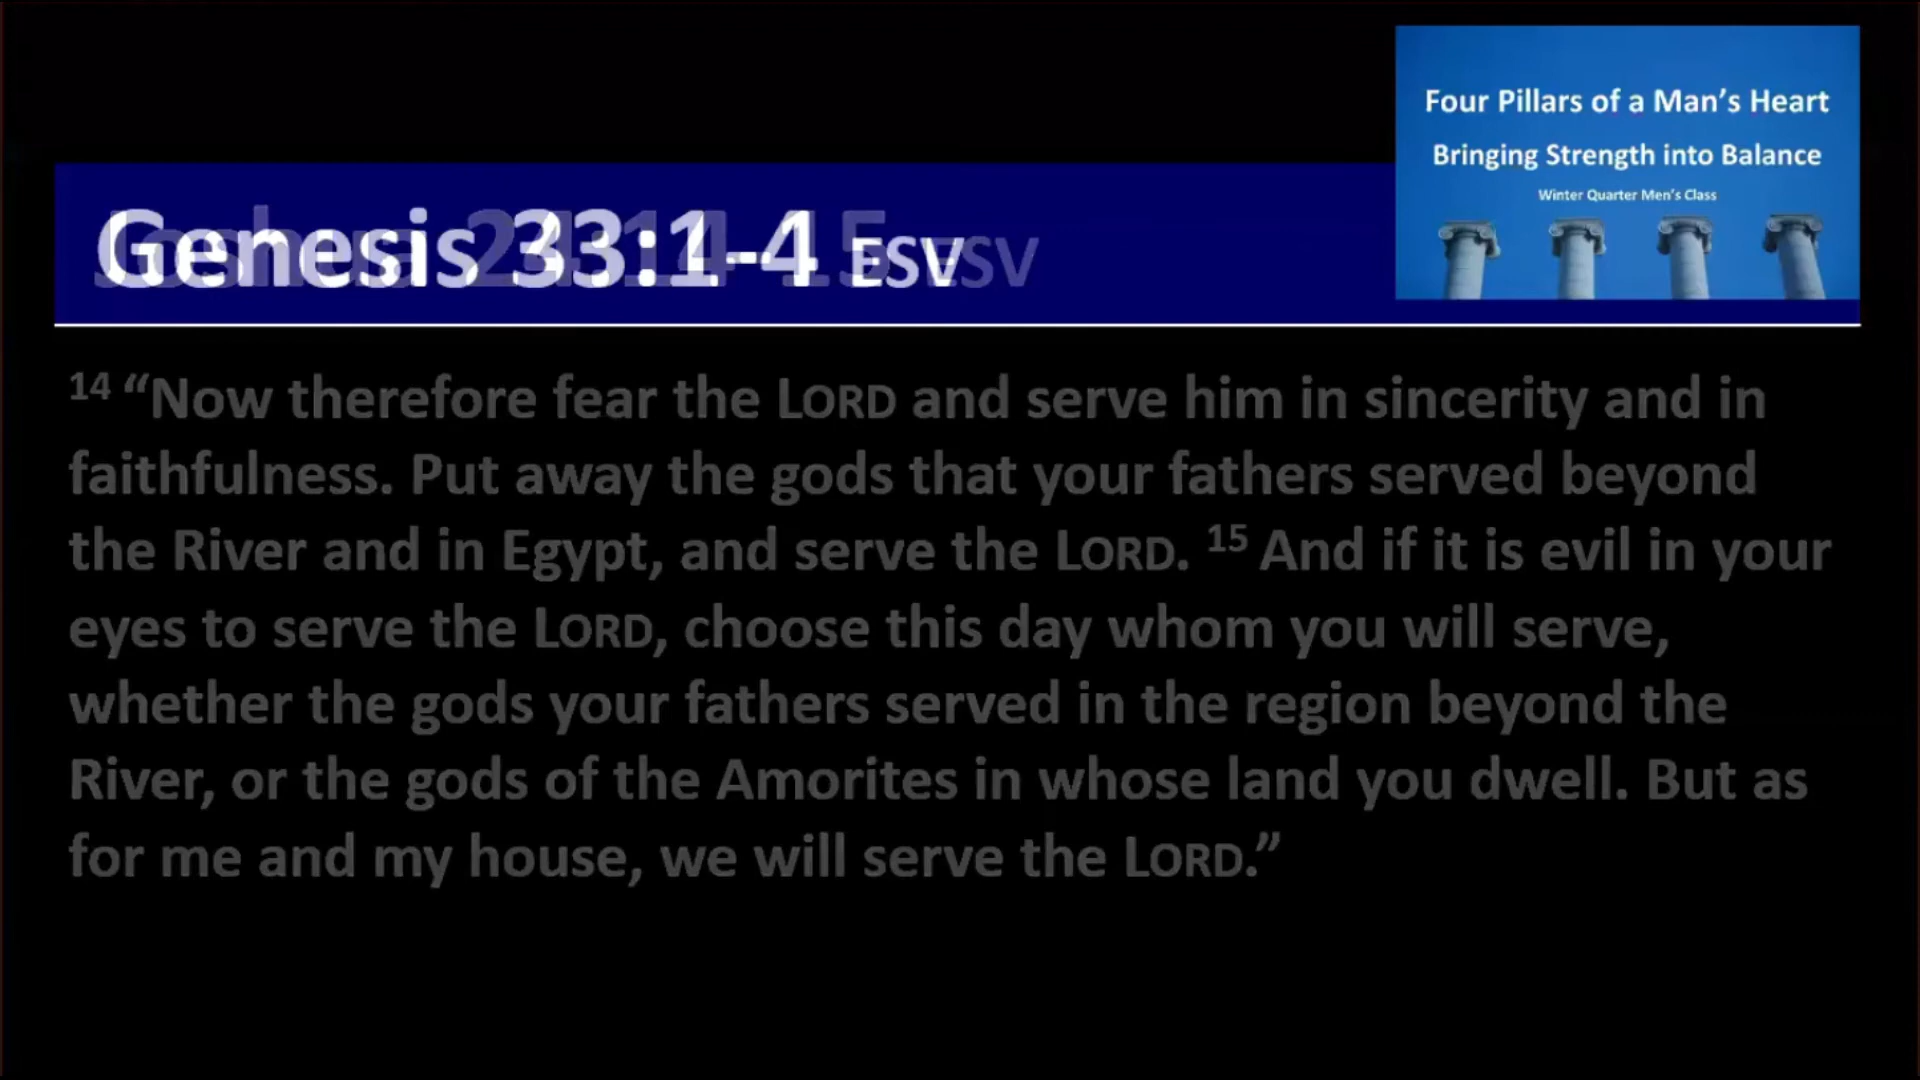 Four Pillars of a Man's Heart
Bringing Strength into Balance
Winter Quarter Men's Class
Genesis 33:1-4 ESV
Joshua 24:14-15 ESV
14 “Now therefore fear the LORD and serve him in sincerity and in
faithfulness. Put away the gods that your fathers served beyond
the River and in Egypt, and serve the LORD. 15 And if it is evil in your
eyes to serve the LORD, choose this day whom you will serve,
whether the gods your fathers served in the region beyond the
River, or the gods of the Amorites in whose land you dwell. But as
for me and my house, we will serve the LORD.”